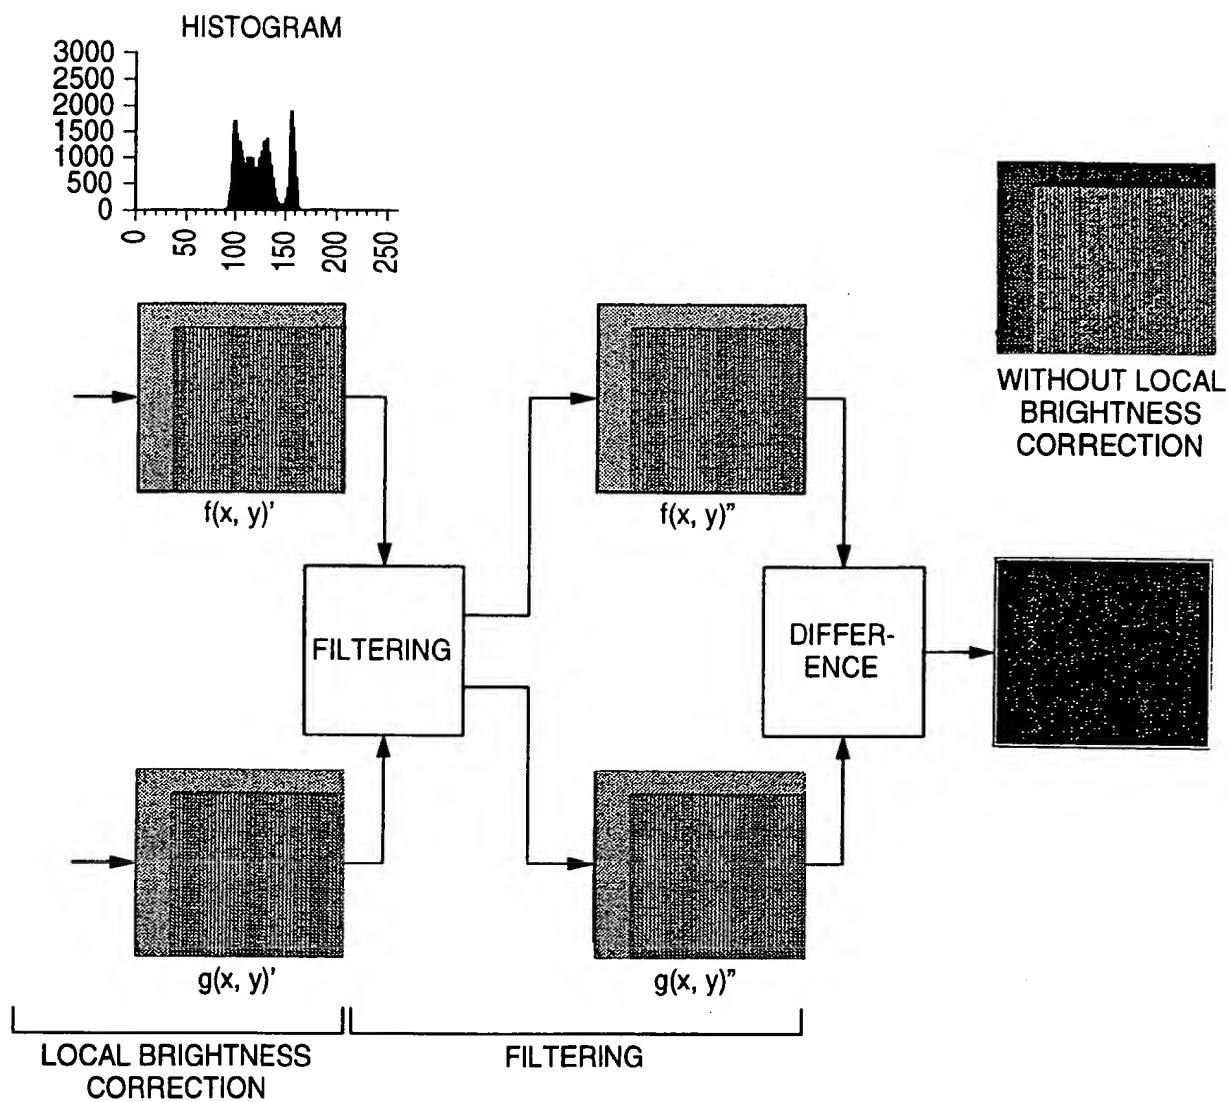 HISTOGRAM
3000
2500
2000
1500
1000
500
0
0
50
100
150
200
250
WITHOUT LOCAL
BRIGHTNESS
CORRECTION
f(x, y)'
f(x, y)"
FILTERING
DIFFER-
ENCE
g(x, y)'
g(x, y)"
LOCAL BRIGHTNESS
CORRECTION
FILTERING